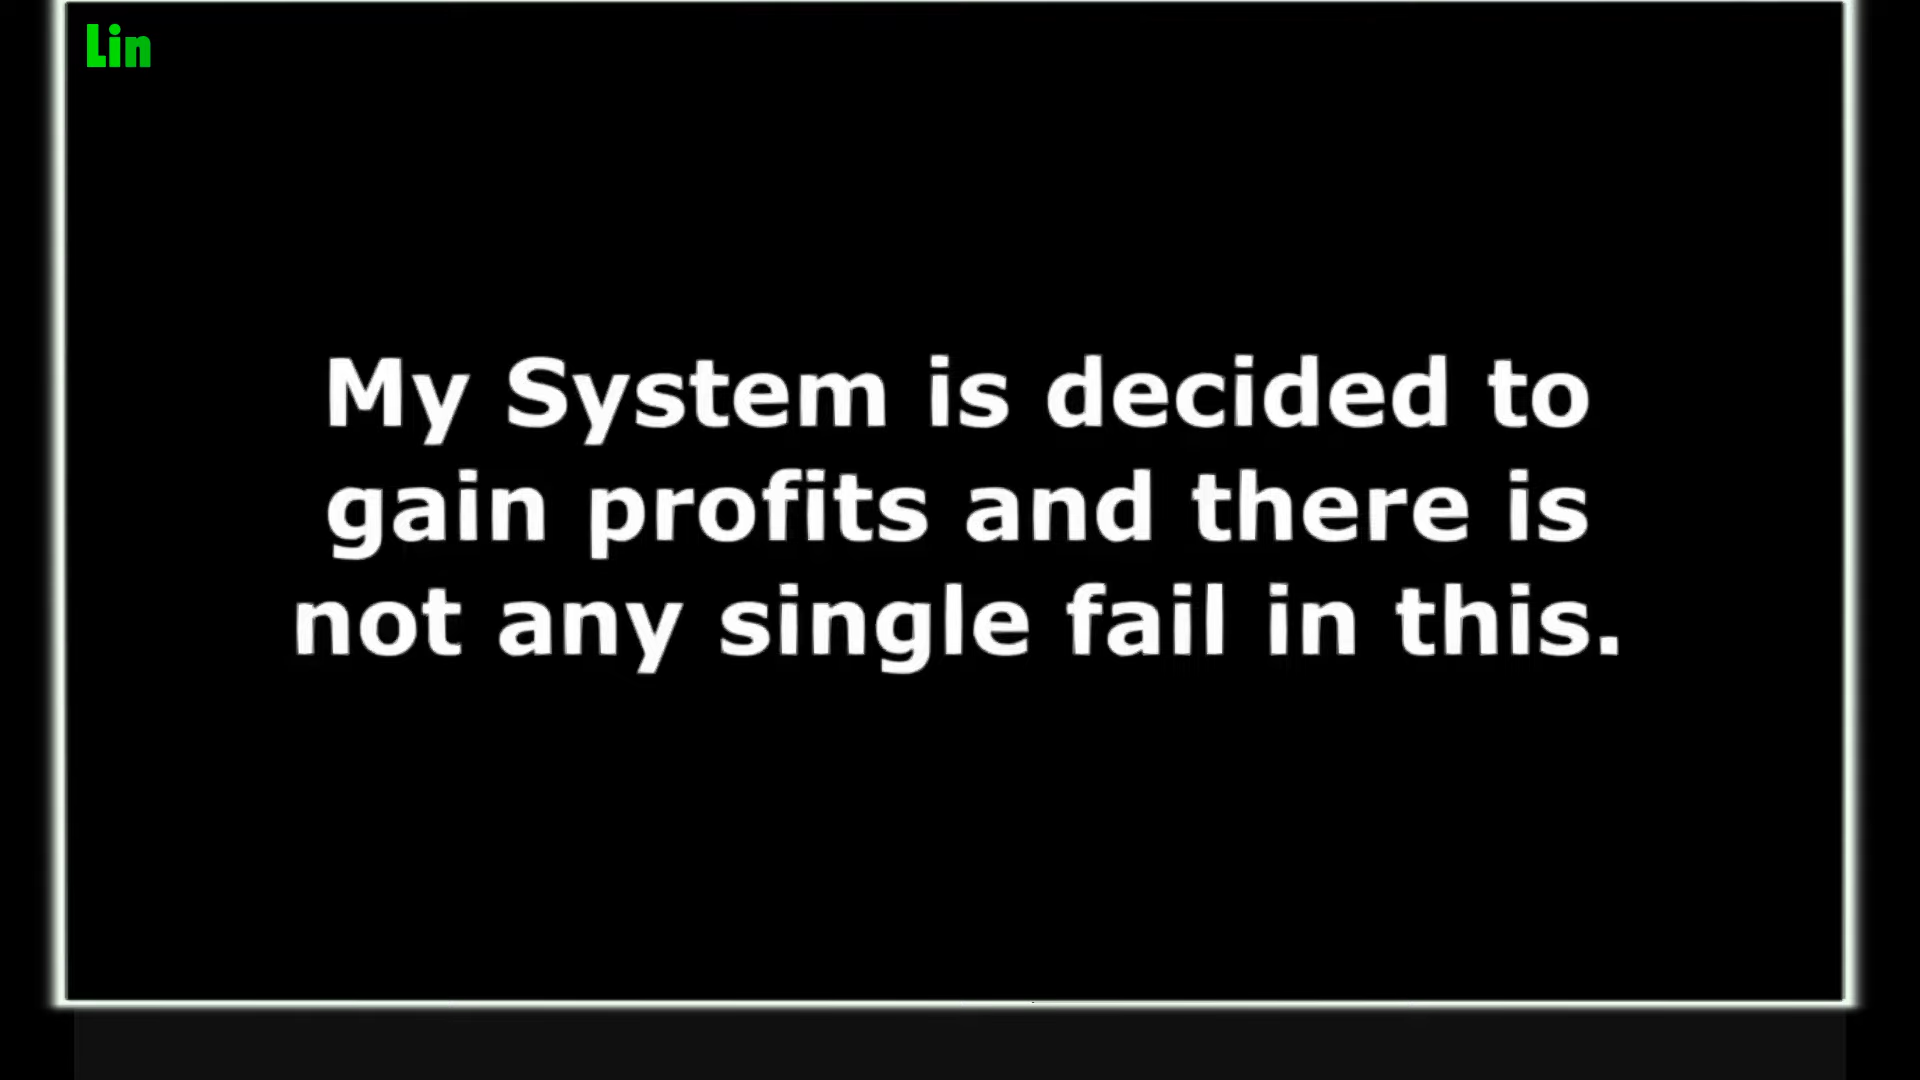 Lin
My System is decided to
gain profits and there is
not any single fail in this.